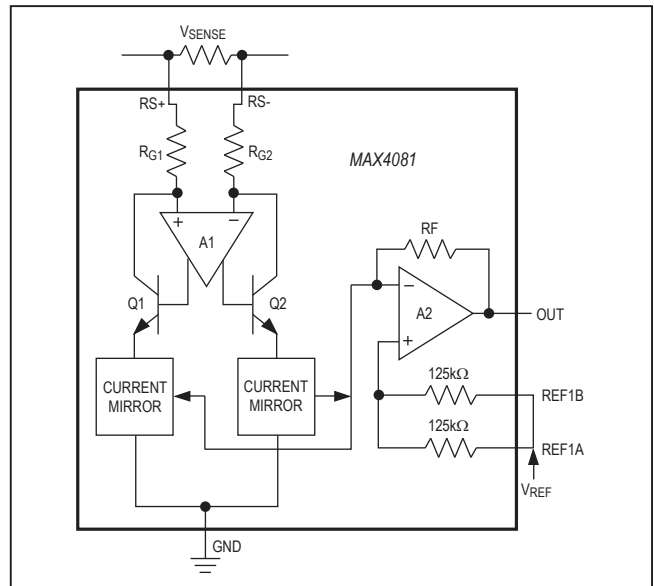 VSENSE
RS+ RS-
RG1 RG2
MAX4081
RF
A1
A2
Q1 Q2
OUT
CURRENT MIRROR
CURRENT MIRROR
125kΩ
REF1B
125kΩ
REF1A
VREF
GND
+ −
−
+